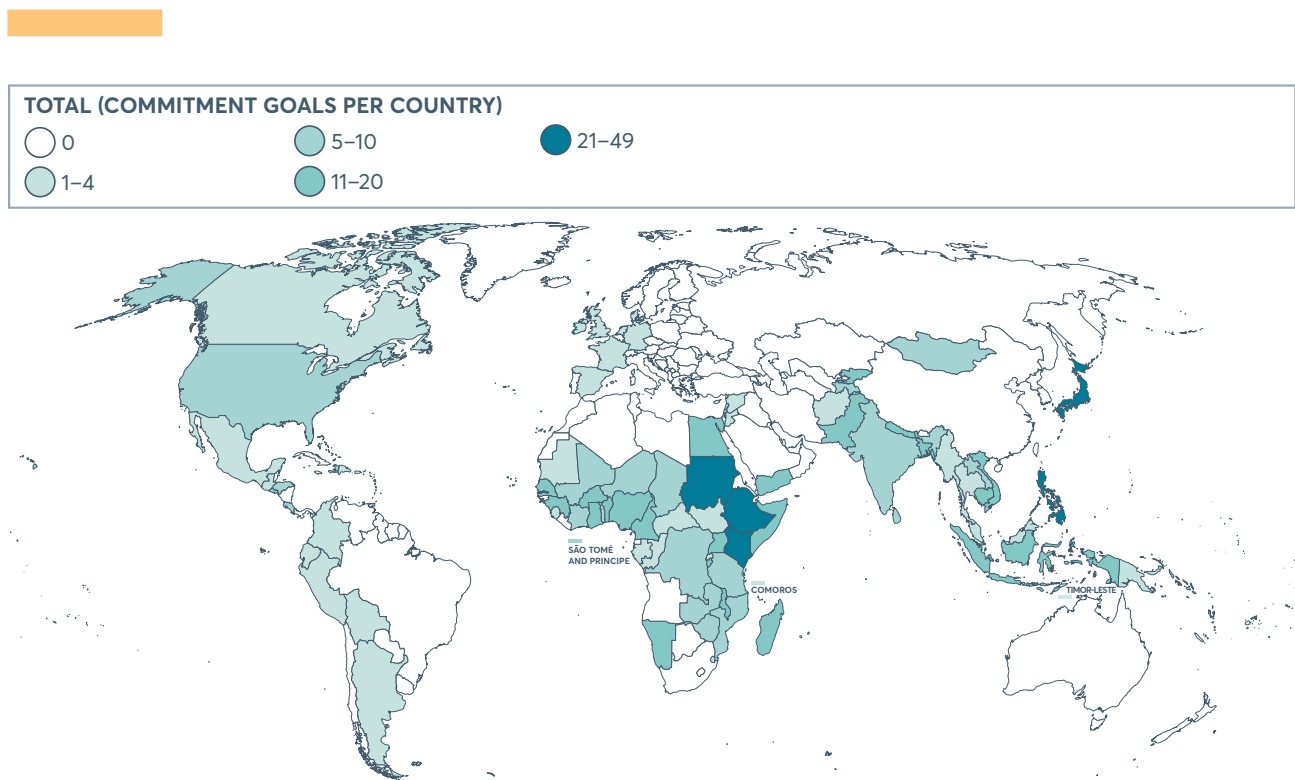 TOTAL (COMMITMENT GOALS PER COUNTRY)
0
5–10
21–49
1–4
11–20
SÃO TOMÉ
AND PRINCIPE
COMOROS
TIMOR-LESTE